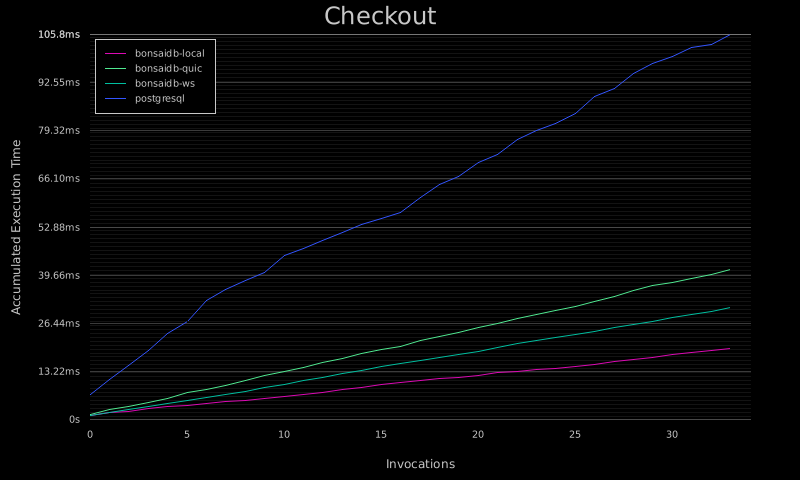 Checkout
105.8ms
92.55ms
79.32ms
66.10ms
52.88ms
39.66ms
26.44ms
13.22ms
0s
bonsaidb-local
bonsaidb-quic
bonsaidb-ws
postgresql
Accumulated Execution Time
0 5 10 15 20 25 30
Invocations